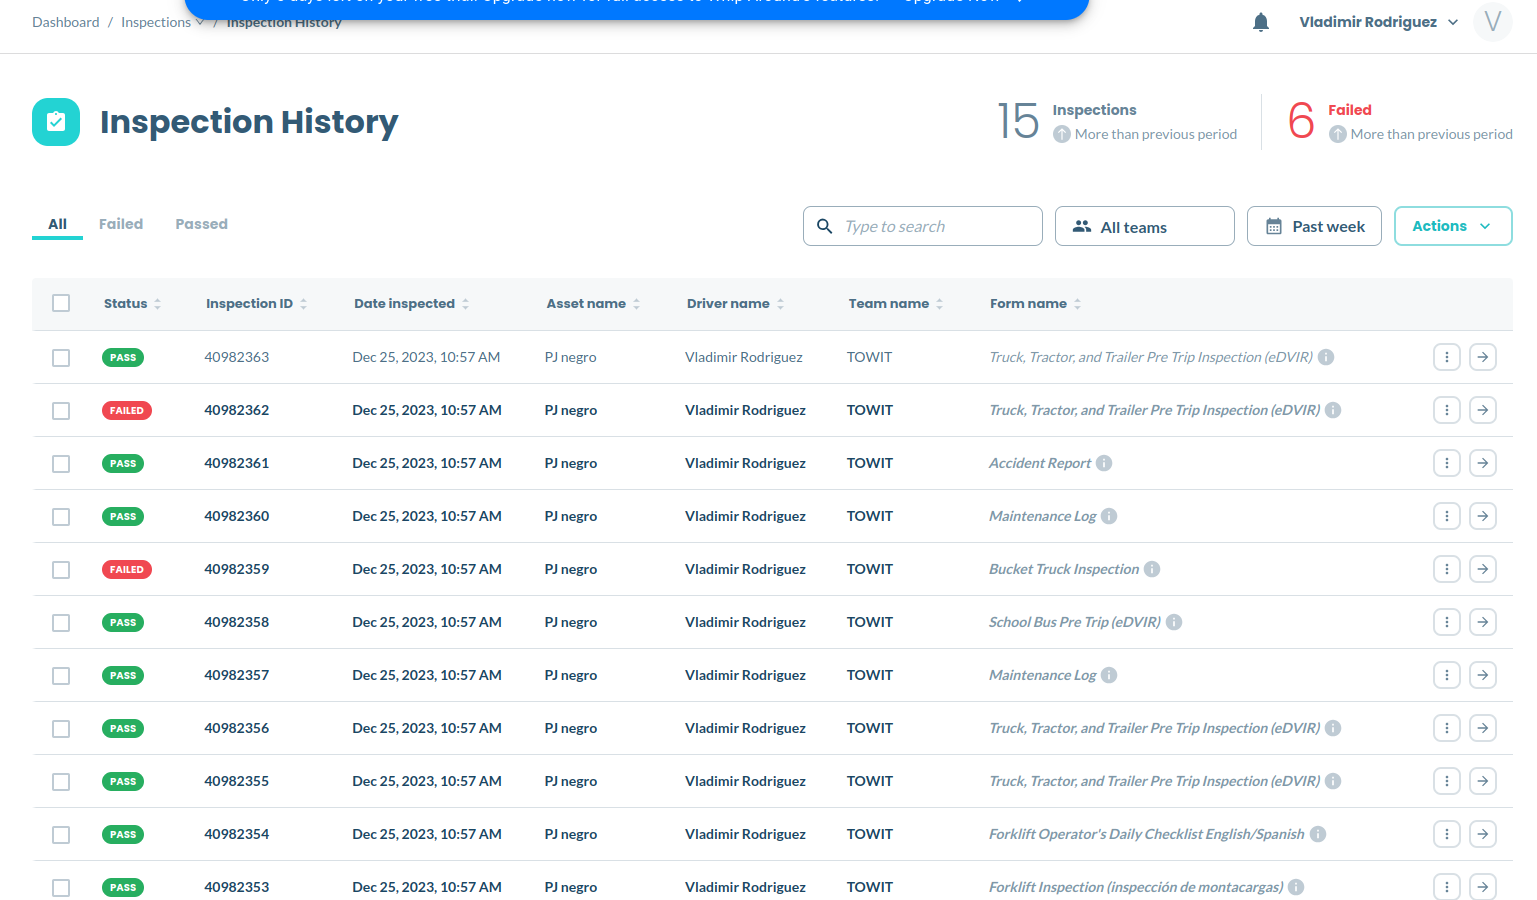 Dashboard / Inspections / Inspection History
Vladimir Rodriguez V
Inspection History
15 Inspections
More than previous period
6 Failed
More than previous period
All Failed Passed
Type to search
All teams
Past week
Actions
Status Inspection ID Date inspected Asset name Driver name Team name Form name
PASS 40982363 Dec 25, 2023, 10:57 AM PJ negro Vladimir Rodriguez TOWIT Truck, Tractor, and Trailer Pre Trip Inspection (eDVIR)
FAILED 40982362 Dec 25, 2023, 10:57 AM PJ negro Vladimir Rodriguez TOWIT Truck, Tractor, and Trailer Pre Trip Inspection (eDVIR)
PASS 40982361 Dec 25, 2023, 10:57 AM PJ negro Vladimir Rodriguez TOWIT Accident Report
PASS 40982360 Dec 25, 2023, 10:57 AM PJ negro Vladimir Rodriguez TOWIT Maintenance Log
FAILED 40982359 Dec 25, 2023, 10:57 AM PJ negro Vladimir Rodriguez TOWIT Bucket Truck Inspection
PASS 40982358 Dec 25, 2023, 10:57 AM PJ negro Vladimir Rodriguez TOWIT School Bus Pre Trip (eDVIR)
PASS 40982357 Dec 25, 2023, 10:57 AM PJ negro Vladimir Rodriguez TOWIT Maintenance Log
PASS 40982356 Dec 25, 2023, 10:57 AM PJ negro Vladimir Rodriguez TOWIT Truck, Tractor, and Trailer Pre Trip Inspection (eDVIR)
PASS 40982355 Dec 25, 2023, 10:57 AM PJ negro Vladimir Rodriguez TOWIT Truck, Tractor, and Trailer Pre Trip Inspection (eDVIR)
PASS 40982354 Dec 25, 2023, 10:57 AM PJ negro Vladimir Rodriguez TOWIT Forklift Operator's Daily Checklist English/Spanish
PASS 40982353 Dec 25, 2023, 10:57 AM PJ negro Vladimir Rodriguez TOWIT Forklift Inspection (inspección de montacargas)